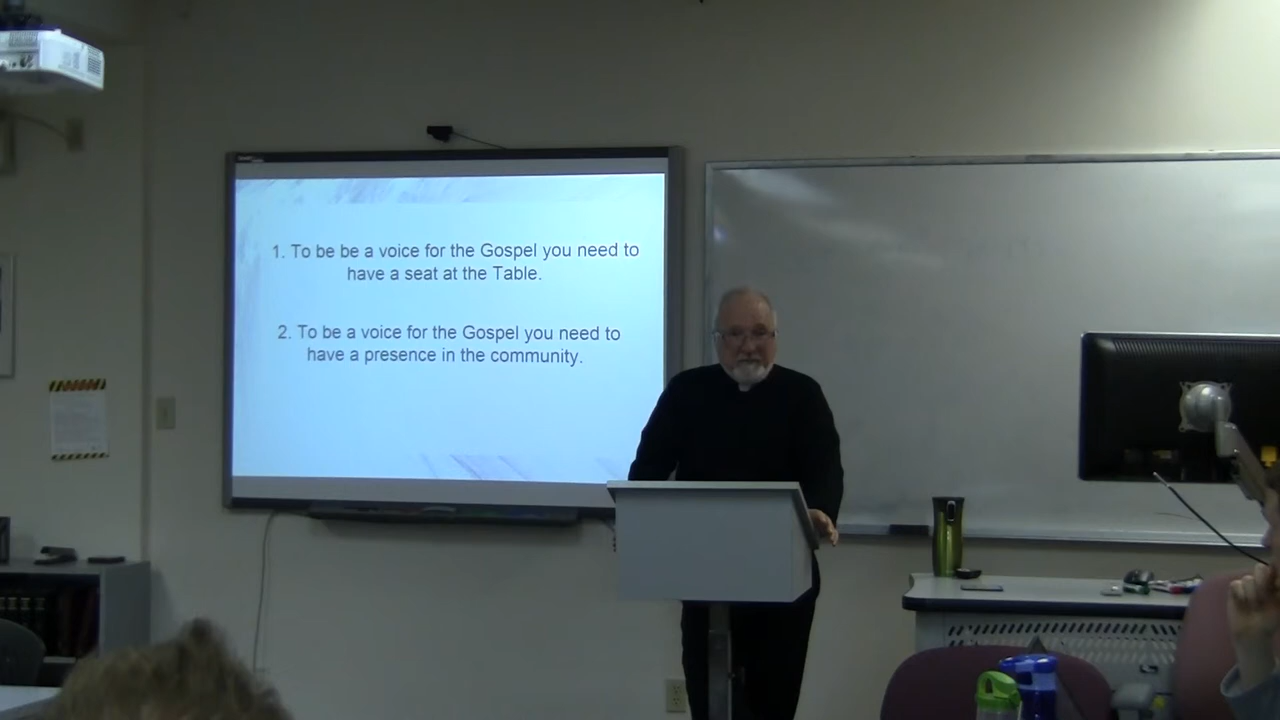 1. To be be a voice for the Gospel you need to
have a seat at the Table.
2. To be a voice for the Gospel you need to
have a presence in the community.